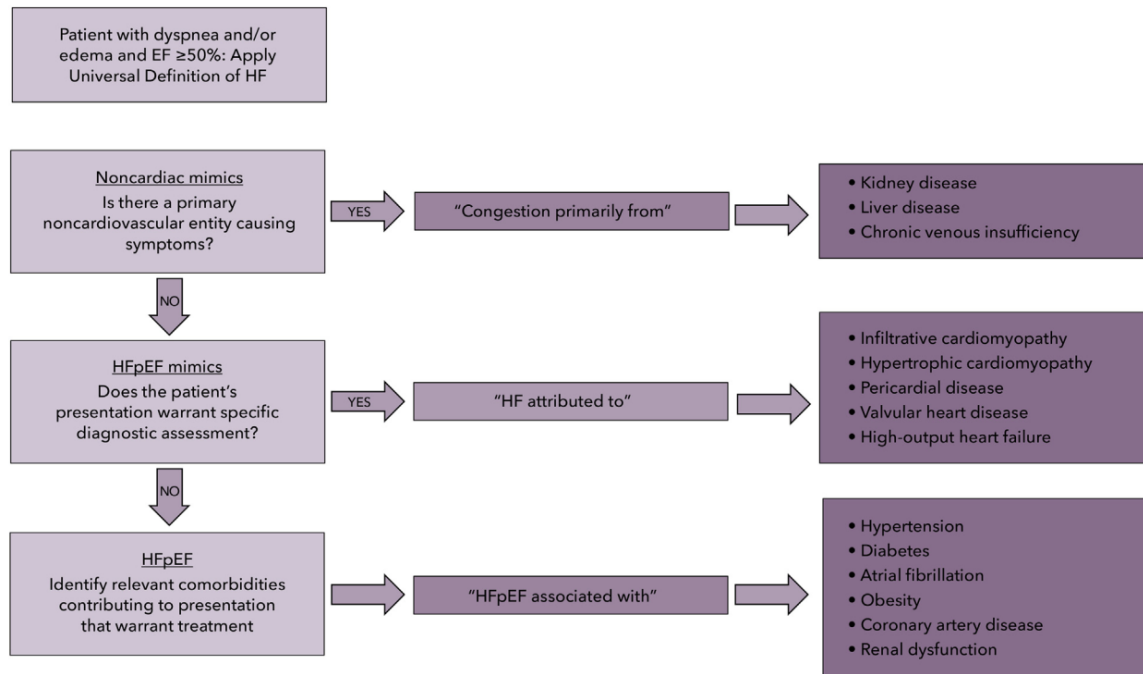 Patient with dyspnea and/or
edema and EF ≥50%: Apply
Universal Definition of HF
Noncardiac mimics
Is there a primary
noncardiovascular entity causing
symptoms?
YES
“Congestion primarily from”
• Kidney disease
• Liver disease
• Chronic venous insufficiency
NO
HFpEF mimics
Does the patient’s
presentation warrant specific
diagnostic assessment?
YES
“HF attributed to”
• Infiltrative cardiomyopathy
• Hypertrophic cardiomyopathy
• Pericardial disease
• Valvular heart disease
• High-output heart failure
NO
HFpEF
Identify relevant comorbidities
contributing to presentation
that warrant treatment
“HFpEF associated with”
• Hypertension
• Diabetes
• Atrial fibrillation
• Obesity
• Coronary artery disease
• Renal dysfunction